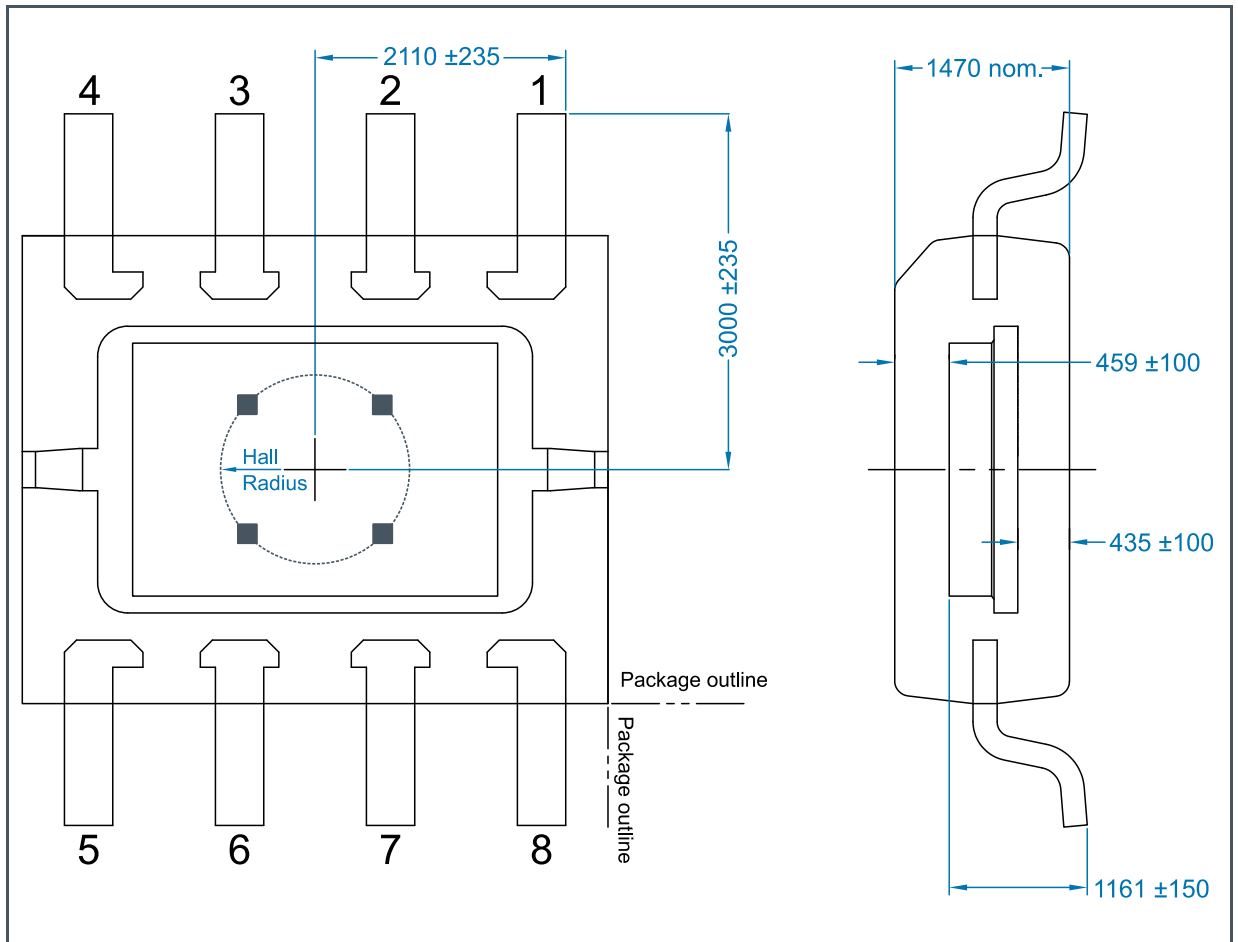 2110 ±235
1470 nom.
4
3
2
1
3000 ±235
459 ±100
Hall
Radius
435 ±100
Package outline
Package outline
5
6
7
8
1161 ±150